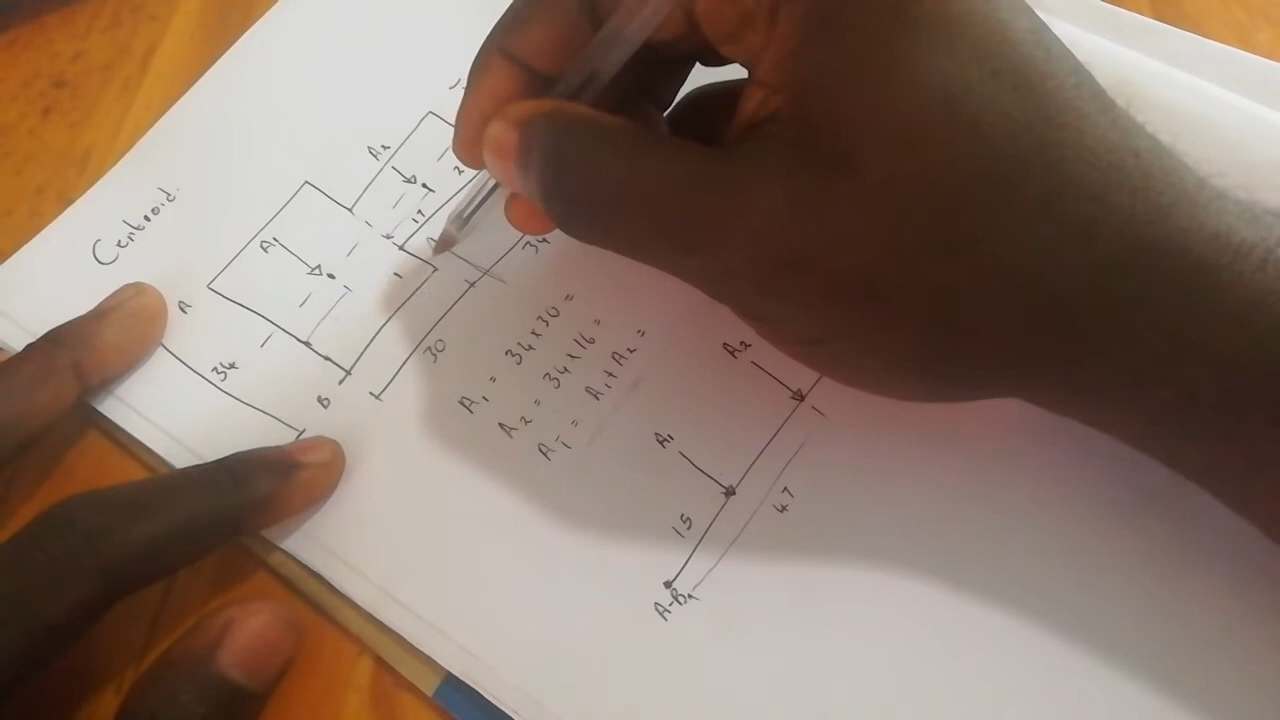 Centroid.
A2
2
17
A1
1
A
34
34
B
30
A1 = 34x30 =
A2 = 34x16 =
AT = A1+A2 =
A2
A1
15
47
A-B